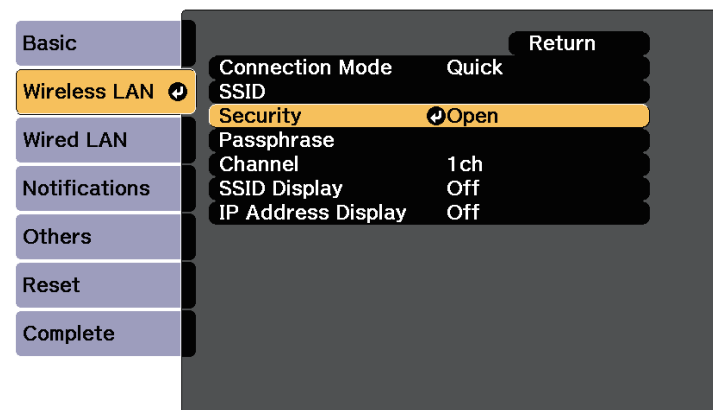 Basic
Wireless LAN
Wired LAN
Notifications
Others
Reset
Complete
Return
Connection Mode Quick
SSID
Security Open
Passphrase
Channel 1ch
SSID Display Off
IP Address Display Off